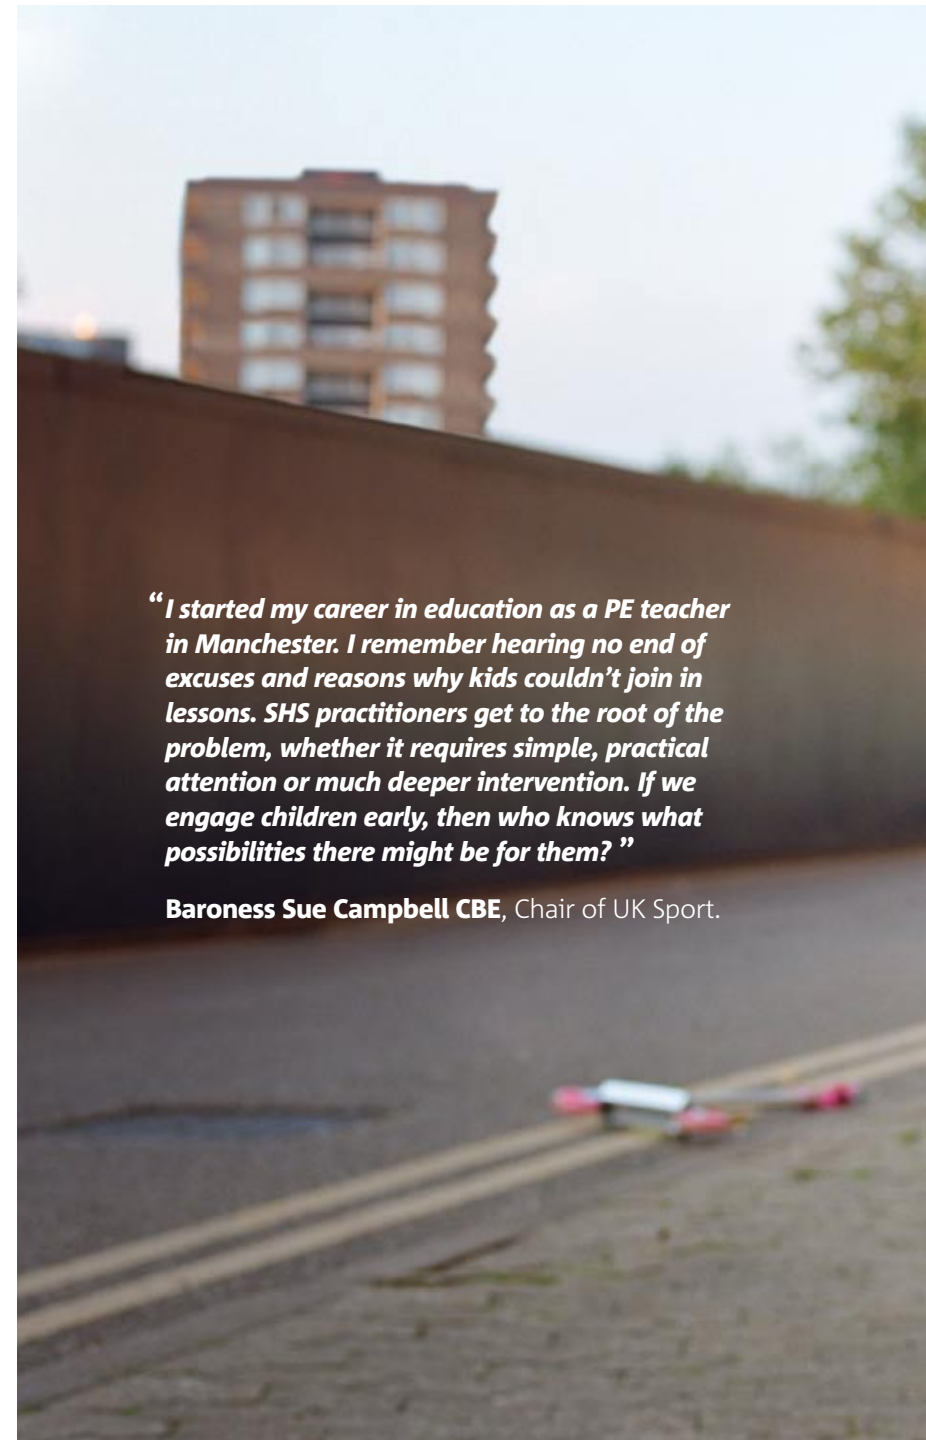 “ I started my career in education as a PE teacher
in Manchester. I remember hearing no end of
excuses and reasons why kids couldn’t join in
lessons. SHS practitioners get to the root of the
problem, whether it requires simple, practical
attention or much deeper intervention. If we
engage children early, then who knows what
possibilities there might be for them? ”
Baroness Sue Campbell CBE, Chair of UK Sport.